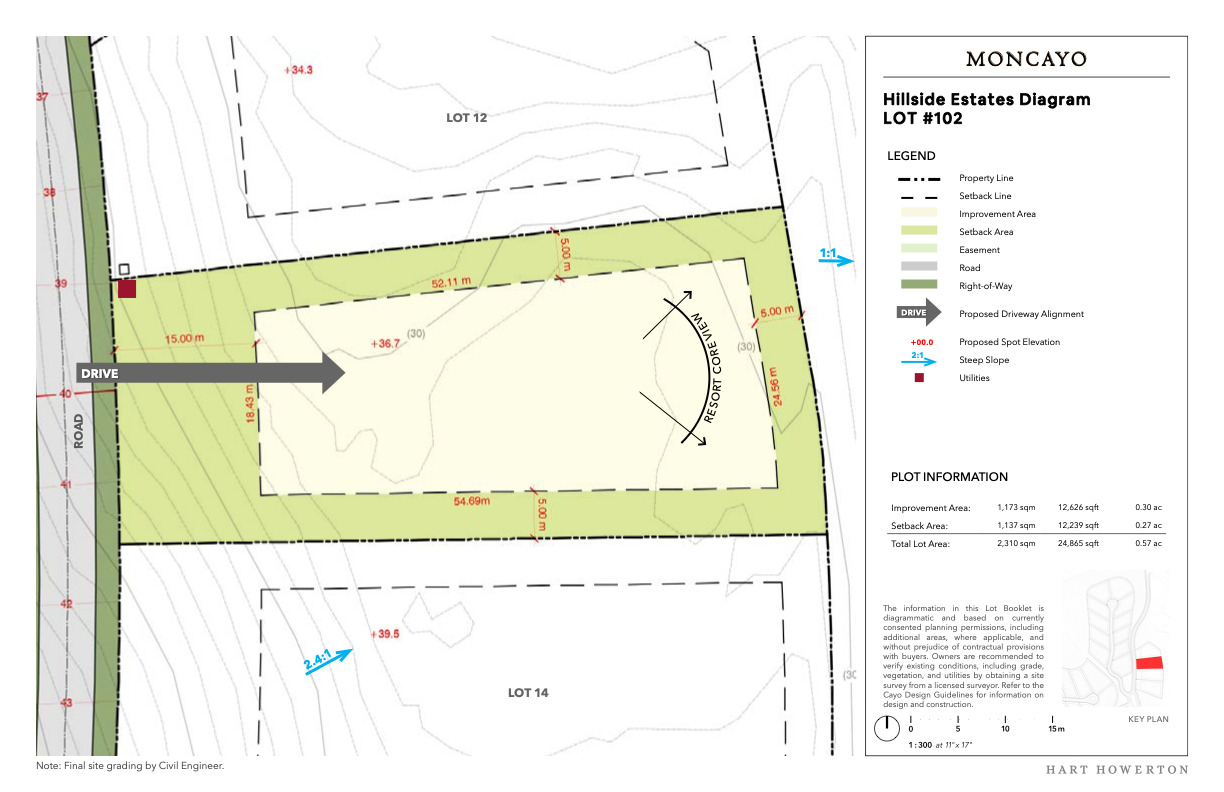 37
+34.3
LOT 12
38
1:1
5.00 m
39
52.11 m
5.00 m
15.00 m
(30)
+36.7
(30)
RESORT CORE VIEW
DRIVE
40
18.43 m
24.56 m
ROAD
41
54.69m
5.00 m
42
+39.5
2.4:1
(30
LOT 14
43
Note: Final site grading by Civil Engineer.
MONCAYO
Hillside Estates Diagram
LOT #102
LEGEND
Property Line
Setback Line
Improvement Area
Setback Area
Easement
Road
Right-of-Way
DRIVE Proposed Driveway Alignment
+00.0 Proposed Spot Elevation
2:1 Steep Slope
Utilities
PLOT INFORMATION
Improvement Area: 1,173 sqm 12,626 sqft 0.30 ac
Setback Area: 1,137 sqm 12,239 sqft 0.27 ac
Total Lot Area: 2,310 sqm 24,865 sqft 0.57 ac
The information in this Lot Booklet is
diagrammatic and based on currently
consented planning permissions, including
additional areas, where applicable, and
without prejudice of contractual provisions
with buyers. Owners are recommended to
verify existing conditions, including grade,
vegetation, and utilities by obtaining a site
survey from a licensed surveyor. Refer to the
Cayo Design Guidelines for information on
design and construction.
KEY PLAN
0 5 10 15m
1 : 300 at 11"x 17"
HART HOWERTON